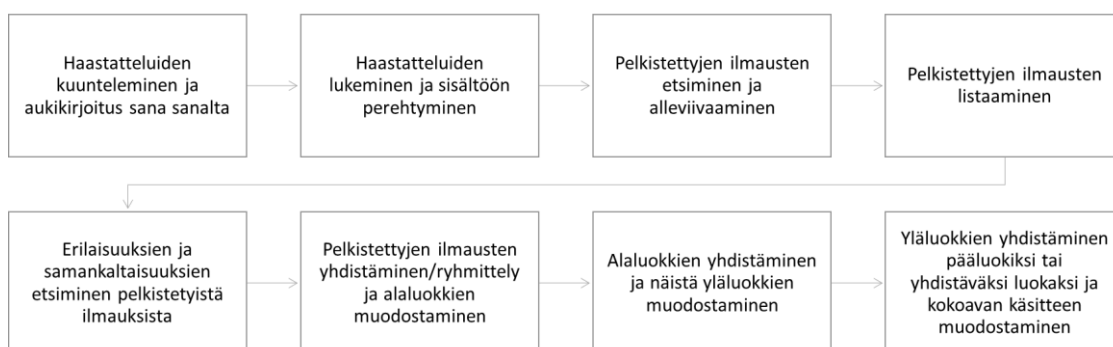 Haastatteluiden
kuunteleminen ja
aukikirjoitus sana sanalta
Haastatteluiden
lukeminen ja sisältöön
perehtyminen
Pelkistettyjen ilmausten
etsiminen ja
alleviivaaminen
Pelkistettyjen ilmausten
listaaminen
Erilaisuuksien ja
samankaltaisuuksien
etsiminen pelkistetyistä
ilmauksista
Pelkistettyjen ilmausten
yhdistäminen/ryhmittely
ja alaluokkien
muodostaminen
Alaluokkien yhdistäminen
ja näistä yläluokkien
muodostaminen
Yläluokkien yhdistäminen
pääluokiksi tai
yhdistäväksi luokaksi ja
kokoavan käsitteen
muodostaminen